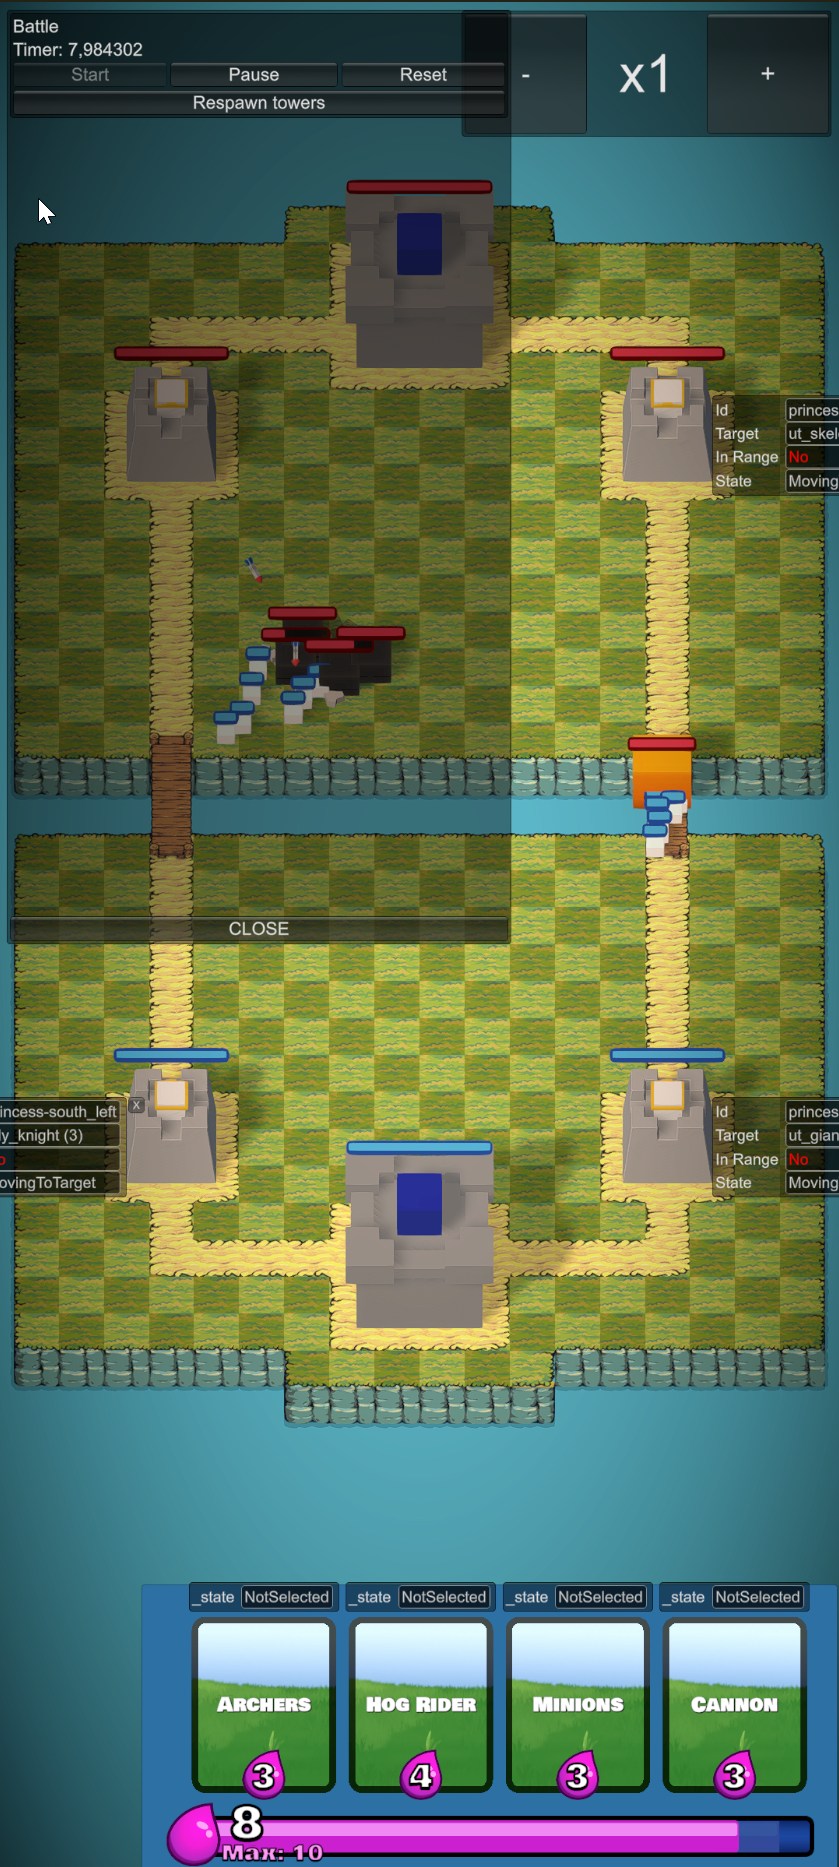 Battle
Timer: 7,984302
Start Pause Reset
Respawn towers
- x1 +
Id princes
Target ut_skel
In Range No
State Moving
CLOSE
incess-south_left X
y_knight (3)
o
ovingToTarget
Id princes
Target ut_gian
In Range No
State Moving
_state NotSelected _state NotSelected _state NotSelected _state NotSelected
ARCHERS HOG RIDER MINIONS CANNON
3 4 3 3
8
Max: 10